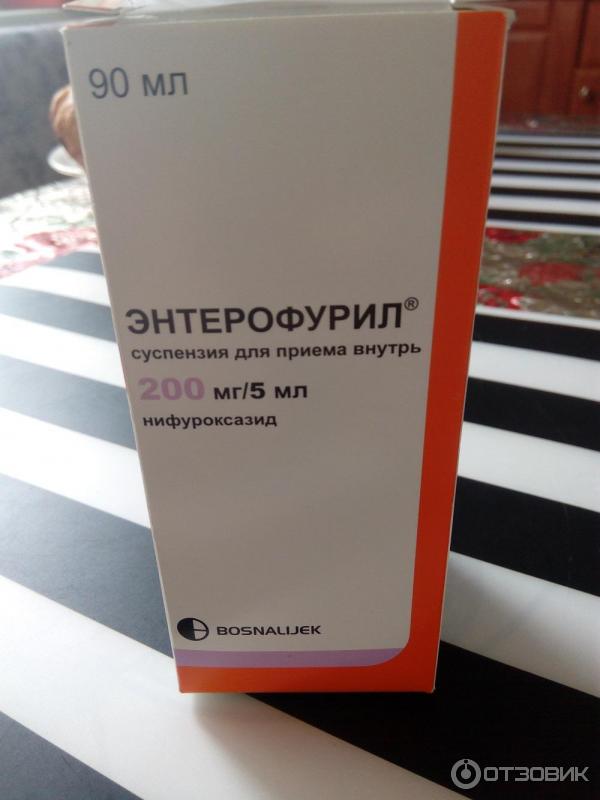 90 мл
ЭНТЕРОФУРИЛ®
суспензия для приема внутрь
200 мг/5 мл
нифуроксазид
BOSNALIJEK
ОТЗОВИК